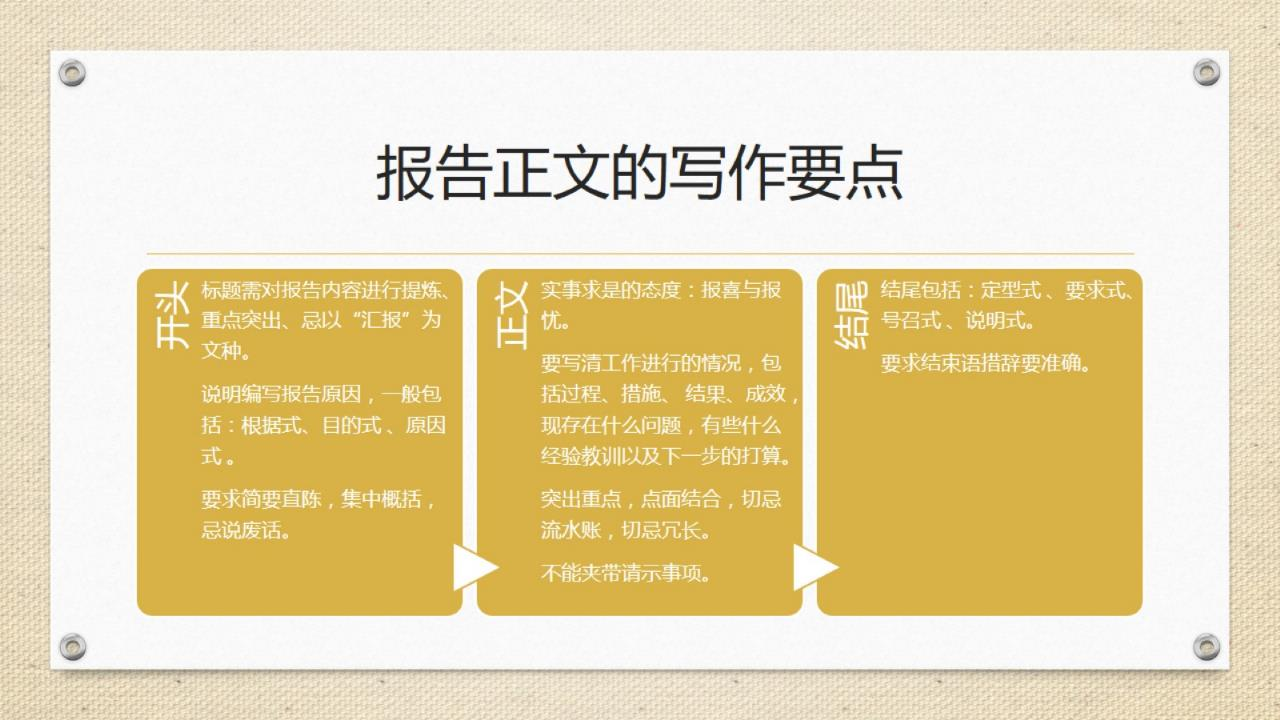 报告正文的写作要点
开头
标题需对报告内容进行提炼、
重点突出、忌以“汇报”为
文种。
说明编写报告原因，一般包
括：根据式、目的式 、原因
式 。
要求简要直陈，集中概括，
忌说废话。
正文
实事求是的态度：报喜与报
忧。
要写清工作进行的情况，包
括过程、措施、 结果、成效，
现存在什么问题，有些什么
经验教训以及下一步的打算。
突出重点，点面结合，切忌
流水账，切忌冗长。
不能夹带请示事项。
结尾
结尾包括：定型式 、要求式、
号召式 、说明式。
要求结束语措辞要准确。